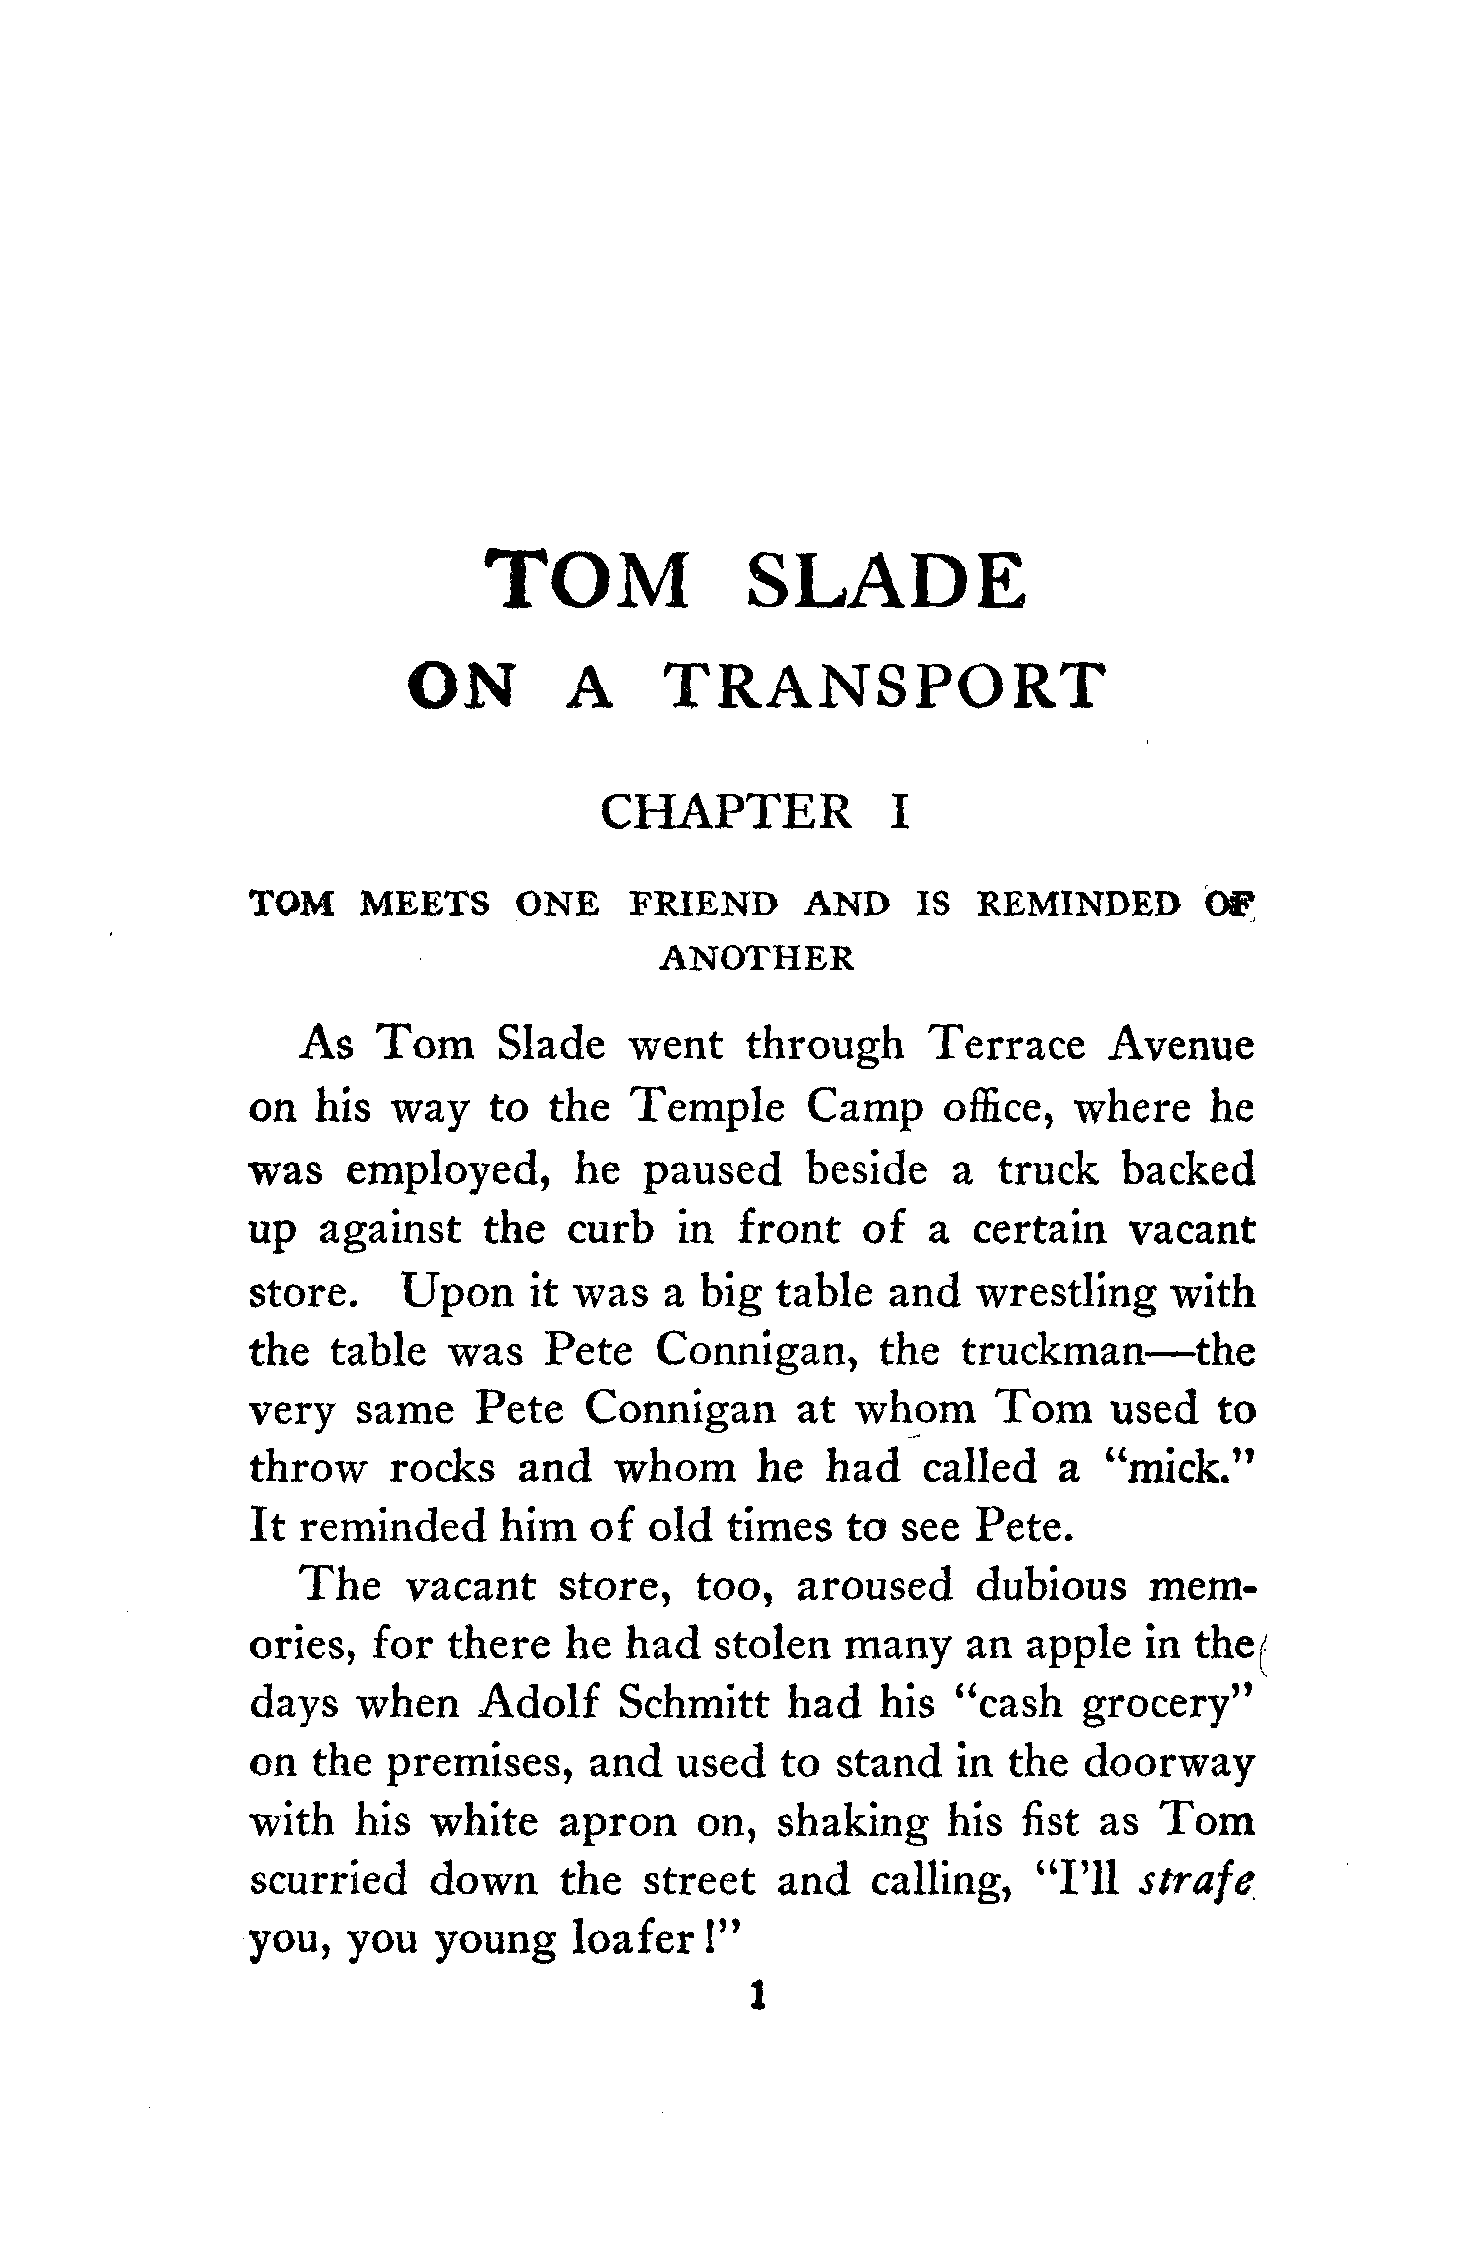 TOM SLADE
ON A TRANSPORT
CHAPTER I
TOM MEETS ONE FRIEND AND IS REMINDED OF
ANOTHER
As Tom Slade went through Terrace Avenue
on his way to the Temple Camp office, where he
was employed, he paused beside a truck backed
up against the curb in front of a certain vacant
store. Upon it was a big table and wrestling with
the table was Pete Connigan, the truckman—the
very same Pete Connigan at whom Tom used to
throw rocks and whom he had called a "mick."
It reminded him of old times to see Pete.
The vacant store, too, aroused dubious mem-
ories, for there he had stolen many an apple in the
days when Adolf Schmitt had his "cash grocery"
on the premises, and used to stand in the doorway
with his white apron on, shaking his fist as Tom
scurried down the street and calling, "I'll strafe
you, you young loafer!"
1